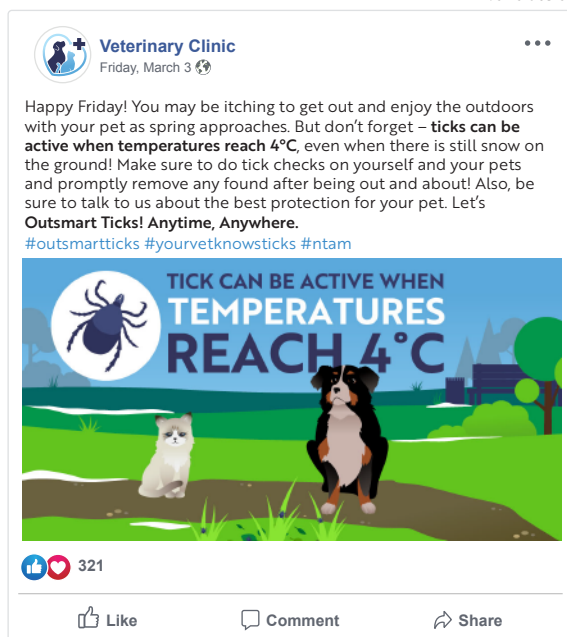 Veterinary Clinic
Friday, March 3
Happy Friday! You may be itching to get out and enjoy the outdoors
with your pet as spring approaches. But don’t forget – ticks can be
active when temperatures reach 4°C, even when there is still snow on
the ground! Make sure to do tick checks on yourself and your pets
and promptly remove any found after being out and about! Also, be
sure to talk to us about the best protection for your pet. Let’s
Outsmart Ticks! Anytime, Anywhere.
#outsmartticks #yourvetknowsticks #ntam
TICK CAN BE ACTIVE WHEN
TEMPERATURES
REACH 4°C
321
Like Comment Share